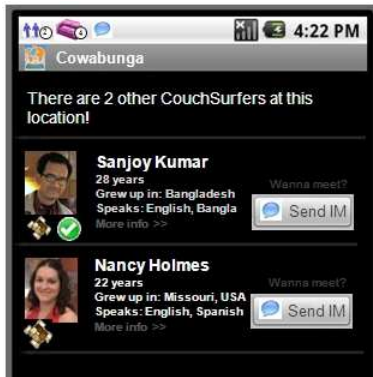 2 4 4:22 PM
Cowabunga
There are 2 other CouchSurfers at this
location!
Sanjoy Kumar
28 years
Grew up in: Bangladesh
Speaks: English, Bangla
More info >>
Wanna meet?
Send IM
Nancy Holmes
22 years
Grew up in: Missouri, USA
Speaks: English, Spanish
More info >>
Wanna meet?
Send IM